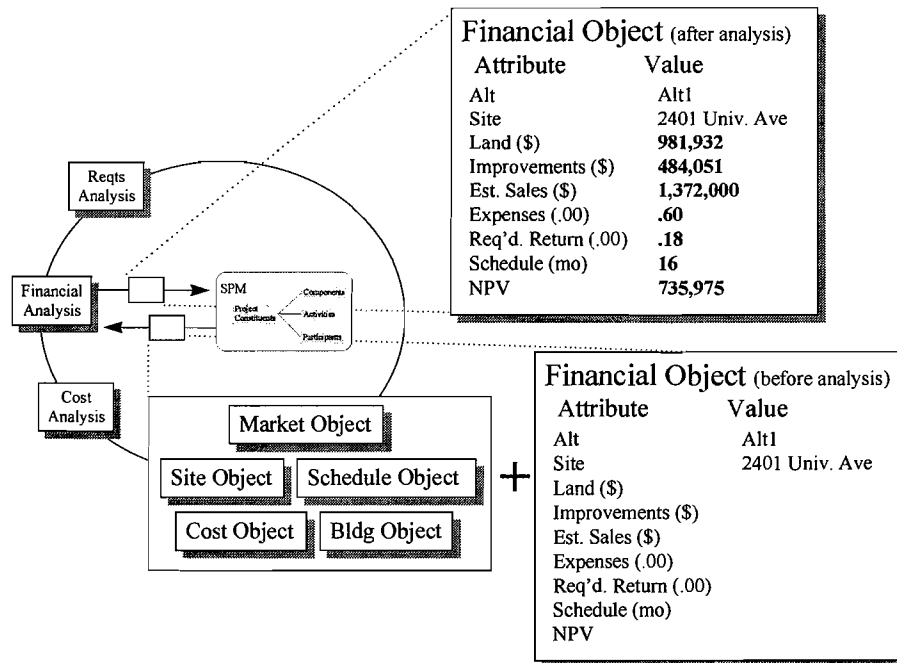 Financial Object (after analysis)
Attribute Value
Alt Alt1
Site 2401 Univ. Ave
Land ($) 981,932
Improvements ($) 484,051
Est. Sales ($) 1,372,000
Expenses (.00) .60
Req'd. Return (.00) .18
Schedule (mo) 16
NPV 735,975
Reqts
Analysis
Financial
Analysis
Cost
Analysis
SPM
Project
Constituents
Components
Activities
Participants
Market Object
Site Object
Schedule Object
Cost Object
Bldg Object
+
Financial Object (before analysis)
Attribute Value
Alt Alt1
Site 2401 Univ. Ave
Land ($)
Improvements ($)
Est. Sales ($)
Expenses (.00)
Req'd. Return (.00)
Schedule (mo)
NPV